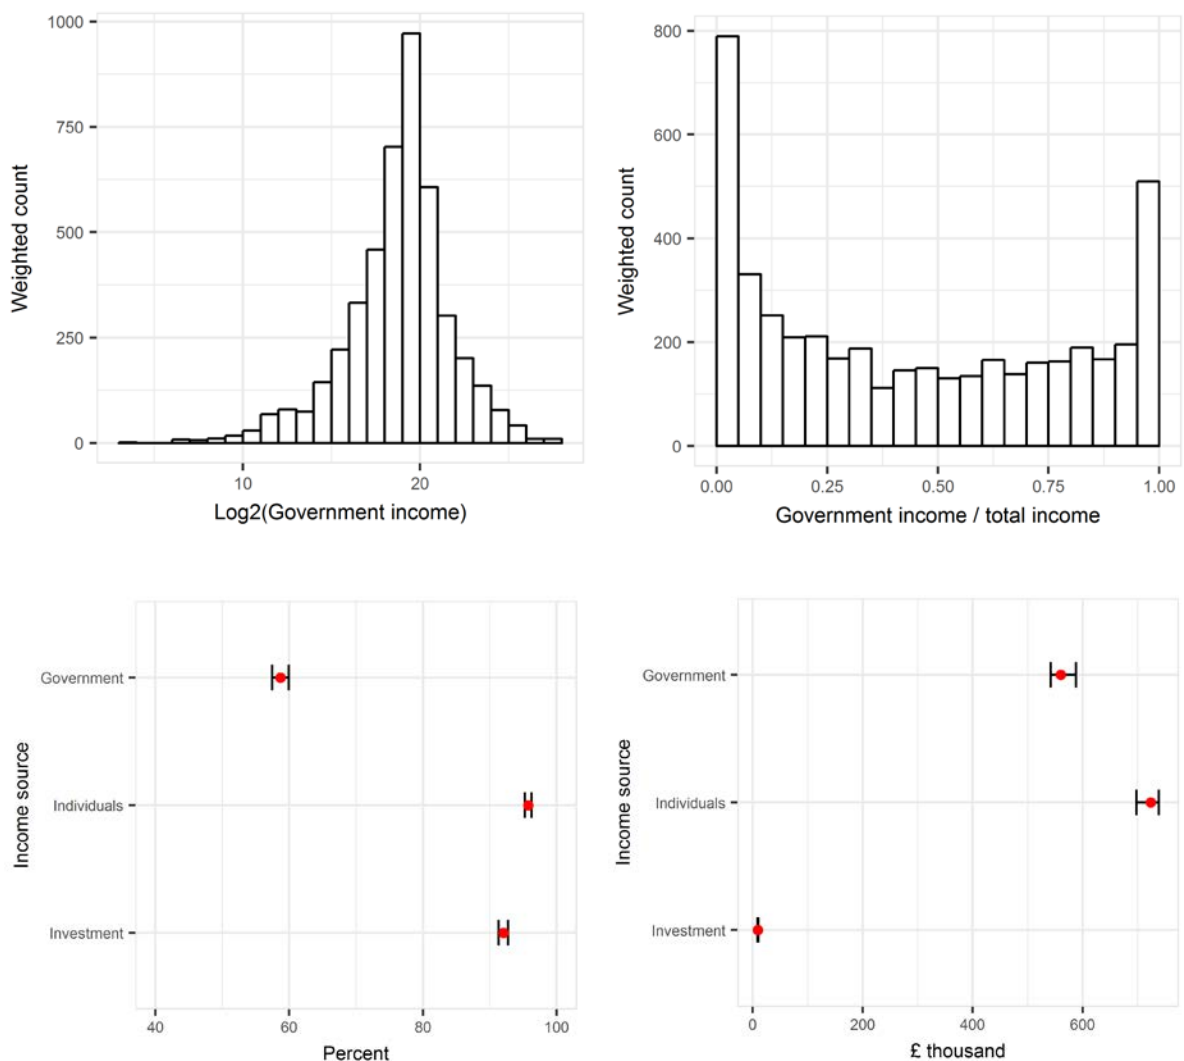 1000
750
500
250
0
Weighted count
10
20
Log2(Government income)
800
600
400
200
0
Weighted count
0.00
0.25
0.50
0.75
1.00
Government income / total income
Government
Individuals
Investment
Income source
40
60
80
100
Percent
Government
Individuals
Investment
Income source
0
200
400
600
£ thousand